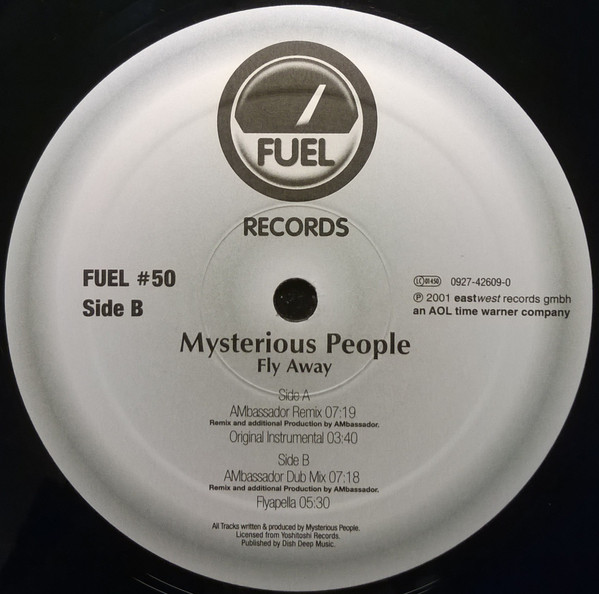 FUEL
RECORDS
FUEL #50
Side B
LC 01450 0927-42609-0
℗ 2001 eastwest records gmbh
an AOL time warner company
Mysterious People
Fly Away
Side A
AMbassador Remix 07:19
Remix and additional Production by AMbassador.
Original Instrumental 03:40
Side B
AMbassador Dub Mix 07:18
Remix and additional Production by AMbassador.
Flyapella 05:30
All Tracks written & produced by Mysterious People.
Licensed from Yoshitoshi Records.
Published by Dish Deep Music.